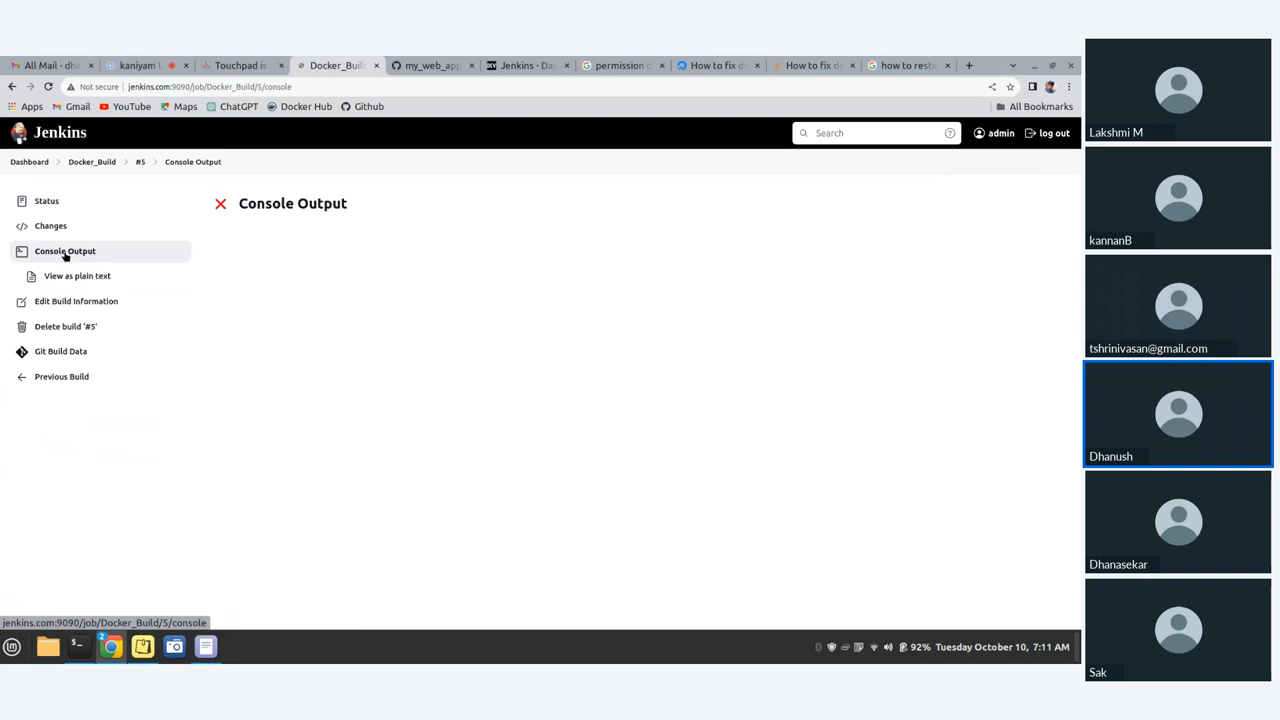 All Mail - dha
kaniyam L
Touchpad is
Docker_Buil
my_web_app
Jenkins - Da
permission d
How to fix do
How to fix d
how to resta
Not secure
jenkins.com:9090/job/Docker_Build/5/console
Apps
Gmail
YouTube
Maps
ChatGPT
Docker Hub
Github
All Bookmarks
Jenkins
Search
admin
log out
Dashboard
Docker_Build
#5
Console Output
Status
Changes
Console Output
View as plain text
Edit Build Information
Delete build '#5'
Git Build Data
Previous Build
Console Output
jenkins.com:9090/job/Docker_Build/5/console
2
92%
Tuesday October 10, 7:11 AM
Lakshmi M
kannanB
tshrinivasan@gmail.com
Dhanush
Dhanasekar
Sak